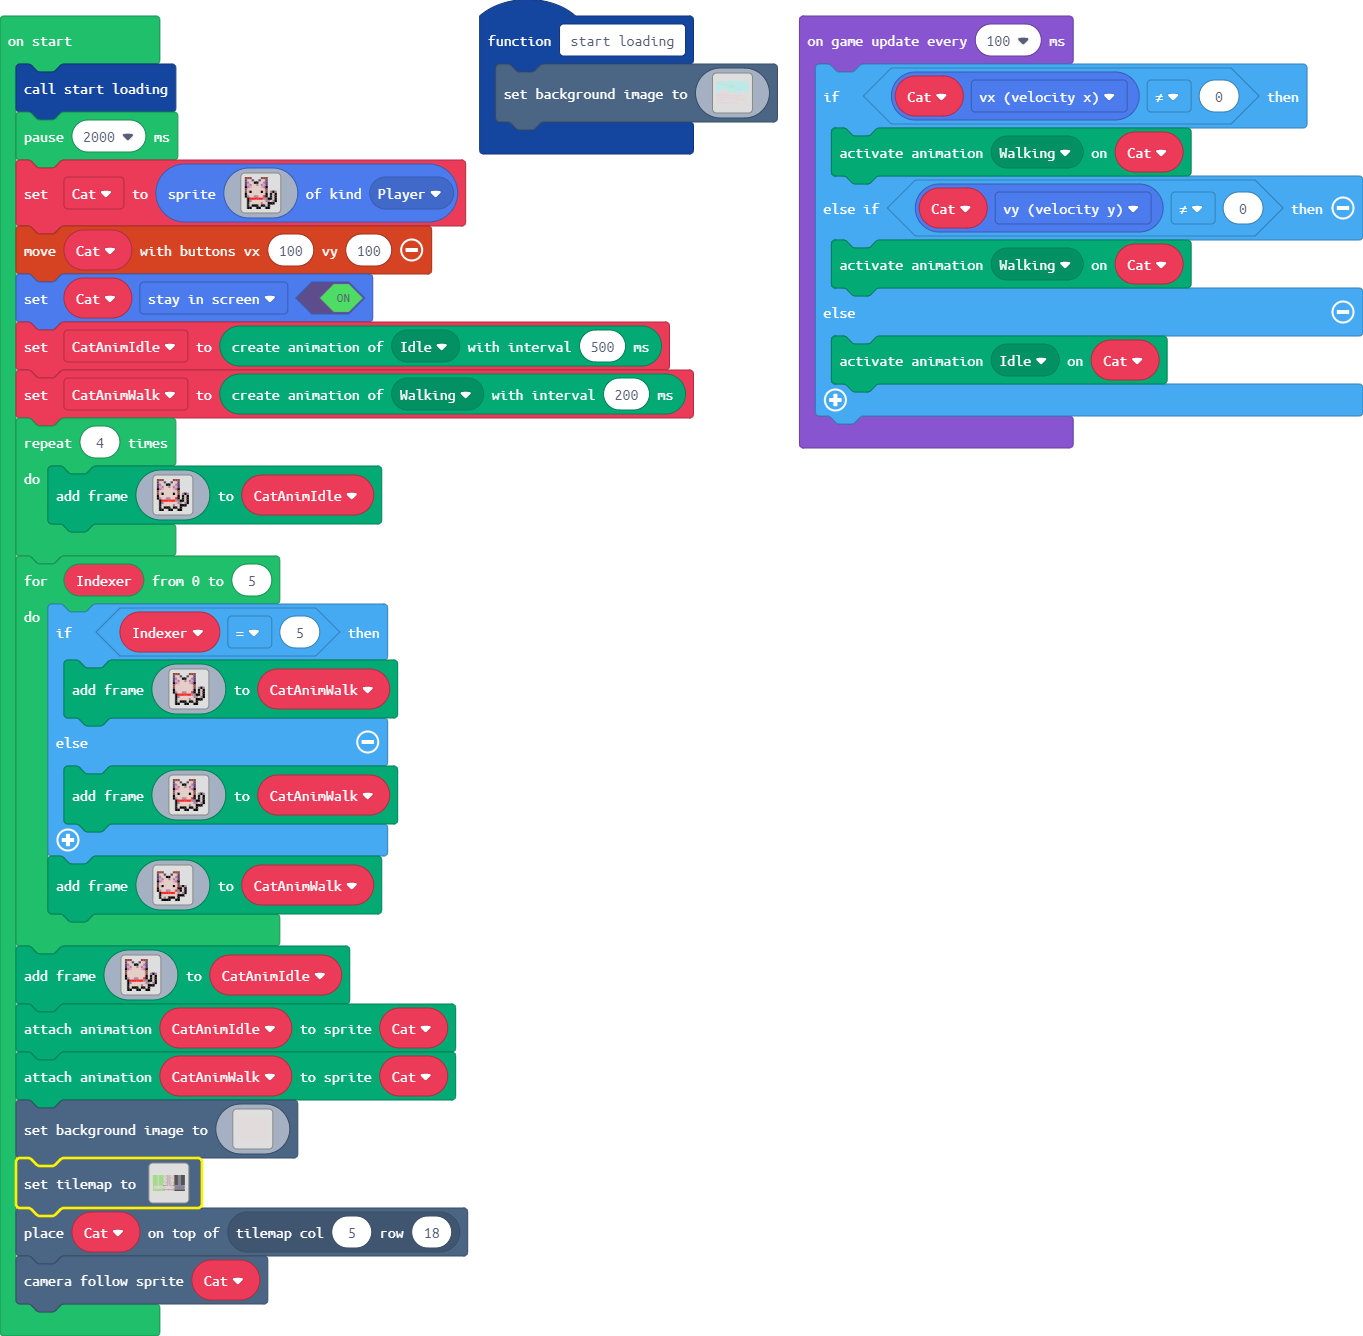 on start
call start loading
pause 2000 ms
set Cat to sprite of kind Player
move Cat with buttons vx 100 vy 100
set Cat stay in screen ON
set CatAnimIdle to create animation of Idle with interval 500 ms
set CatAnimWalk to create animation of Walking with interval 200 ms
repeat 4 times
do add frame to CatAnimIdle
for Indexer from 0 to 5
do if Indexer = 5 then
add frame to CatAnimWalk
else
add frame to CatAnimWalk
add frame to CatAnimWalk
add frame to CatAnimIdle
attach animation CatAnimIdle to sprite Cat
attach animation CatAnimWalk to sprite Cat
set background image to
set tilemap to
place Cat on top of tilemap col 5 row 18
camera follow sprite Cat
function start loading
set background image to
on game update every 100 ms
if Cat vx (velocity x) ≠ 0 then
activate animation Walking on Cat
else if Cat vy (velocity y) ≠ 0 then
activate animation Walking on Cat
else
activate animation Idle on Cat